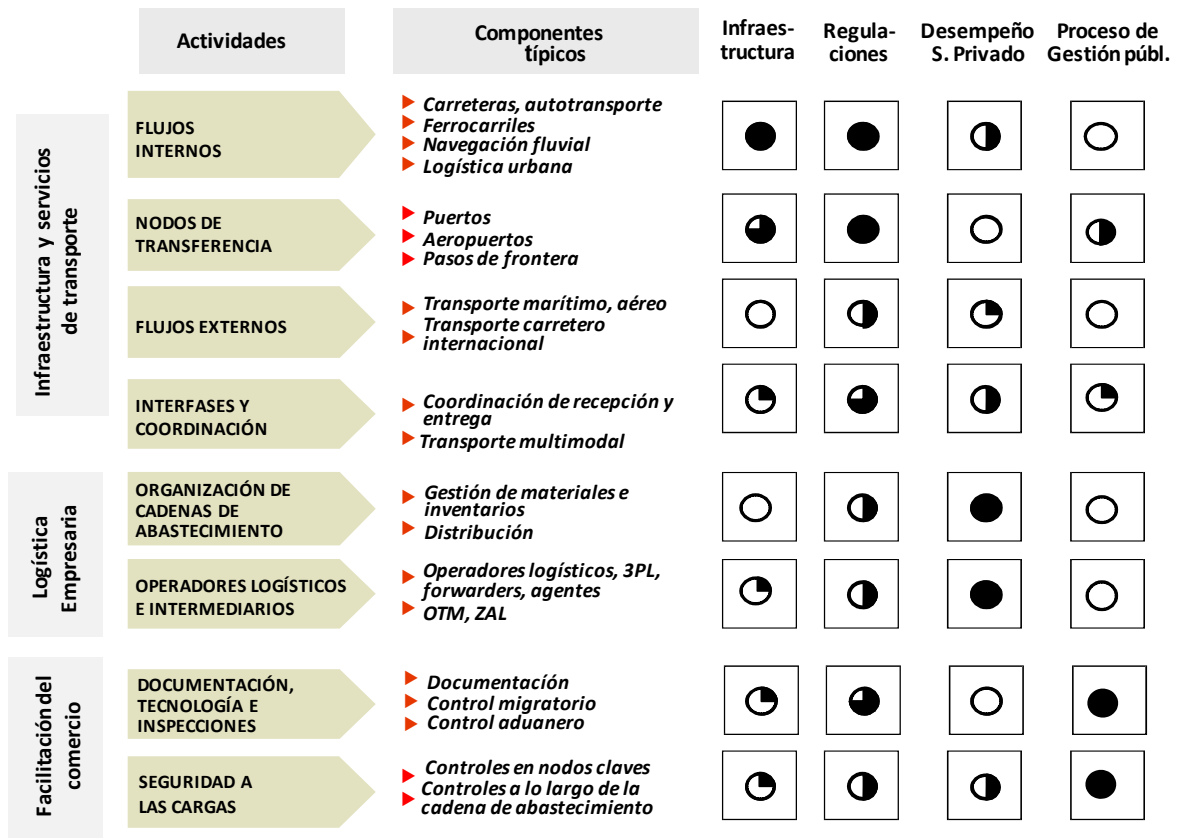 Actividades
Componentes
típicos
Infraes-
tructura
Regula-
ciones
Desempeño
S. Privado
Proceso de
Gestión públ.
Infraestructura y servicios
de transporte
FLUJOS
INTERNOS
Carreteras, autotransporte
Ferrocarriles
Navegación fluvial
Logística urbana
NODOS DE
TRANSFERENCIA
Puertos
Aeropuertos
Pasos de frontera
FLUJOS EXTERNOS
Transporte marítimo, aéreo
Transporte carretero
internacional
INTERFASES Y
COORDINACIÓN
Coordinación de recepción y
entrega
Transporte multimodal
Logística
Empresaria
ORGANIZACIÓN DE
CADENAS DE
ABASTECIMIENTO
Gestión de materiales e
inventarios
Distribución
OPERADORES LOGÍSTICOS
E INTERMEDIARIOS
Operadores logísticos, 3PL,
forwarders, agentes
OTM, ZAL
Facilitación del
comercio
DOCUMENTACIÓN,
TECNOLOGÍA E
INSPECCIONES
Documentacíón
Control migratorio
Control aduanero
SEGURIDAD A
LAS CARGAS
Controles en nodos claves
Controles a lo largo de la
cadena de abastecimiento